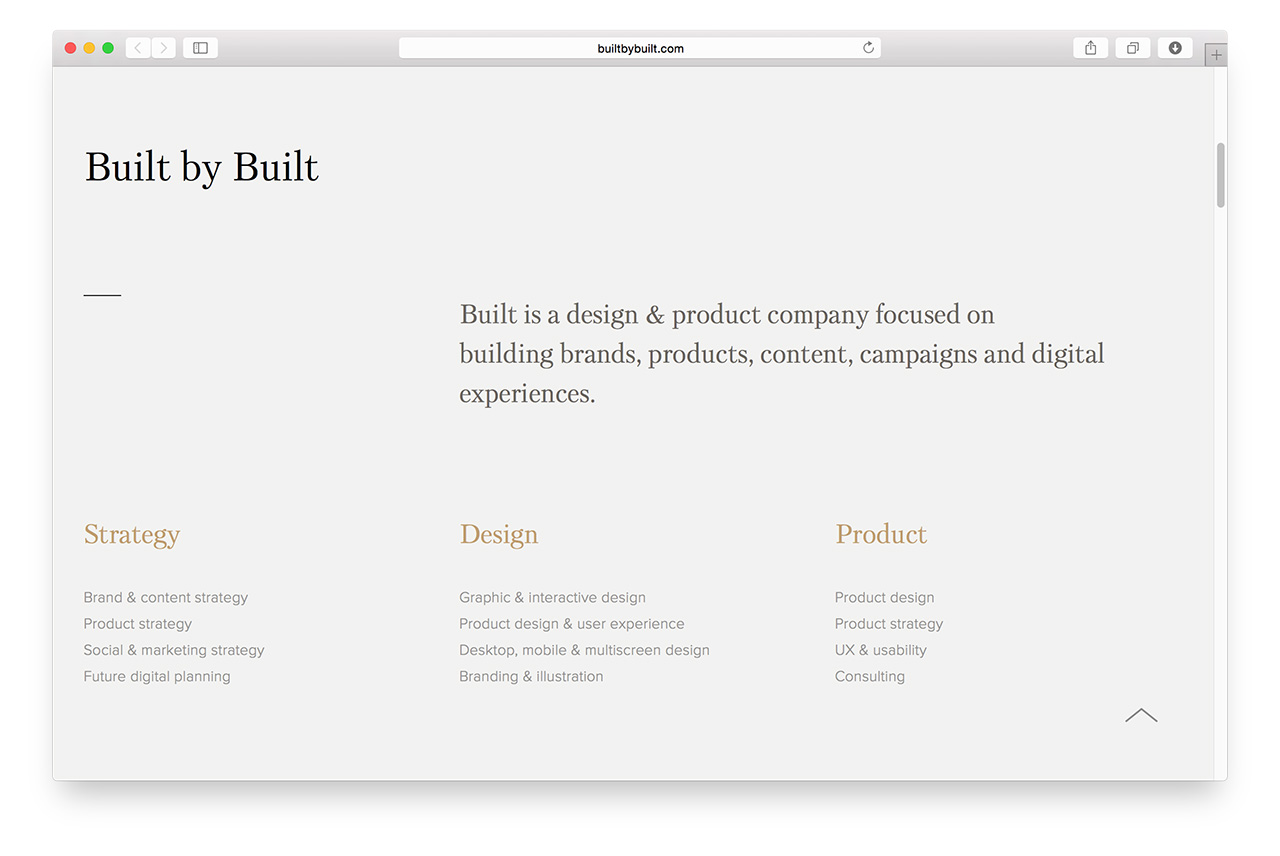 builtbybuilt.com
Built by Built
Built is a design & product company focused on
building brands, products, content, campaigns and digital
experiences.
Strategy
Brand & content strategy
Product strategy
Social & marketing strategy
Future digital planning
Design
Graphic & interactive design
Product design & user experience
Desktop, mobile & multiscreen design
Branding & illustration
Product
Product design
Product strategy
UX & usability
Consulting